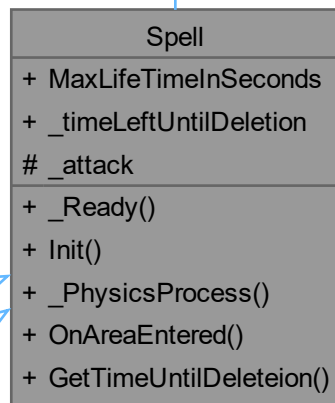 Spell
+ MaxLifeTimeInSeconds
+ _timeLeftUntilDeletion
# _attack
+ _Ready()
+ Init()
+ _PhysicsProcess()
+ OnAreaEntered()
+ GetTimeUntilDeleteion()